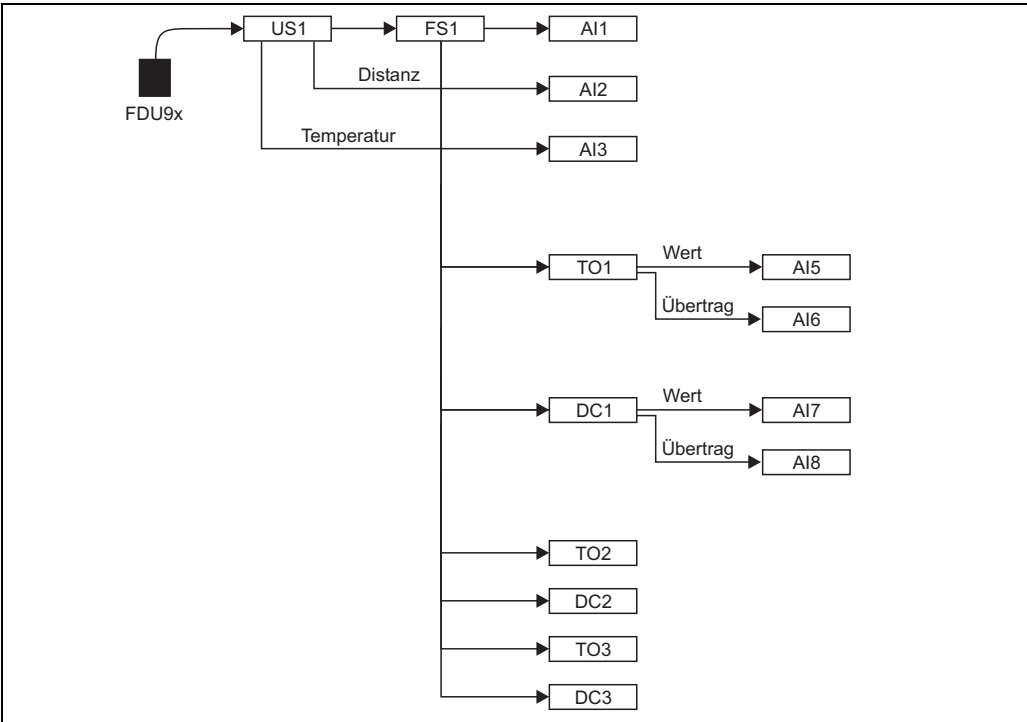 US1
FS1
AI1
FDU9x
Distanz
AI2
Temperatur
AI3
TO1
Wert
AI5
Übertrag
AI6
DC1
Wert
AI7
Übertrag
AI8
TO2
DC2
TO3
DC3